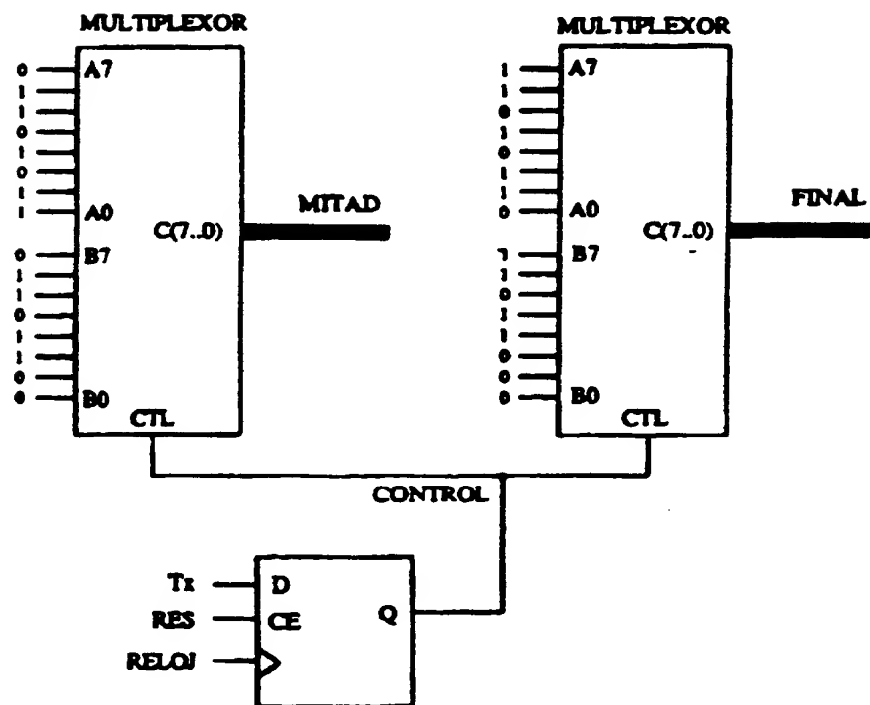 MULTIPLEXOR
0 A7
1
1
0
1
0
1
1 A0
MITAD
C(7..0)
0 B7
1
1
0
1
1
0
0 B0
CTL
MULTIPLEXOR
1 A7
1
0
1
0
1
1
0 A0
FINAL
C(7..0)
B7
1
0
1
1
0
0
0 B0
CTL
CONTROL
Tx D
RES CE
Q
RELOJ